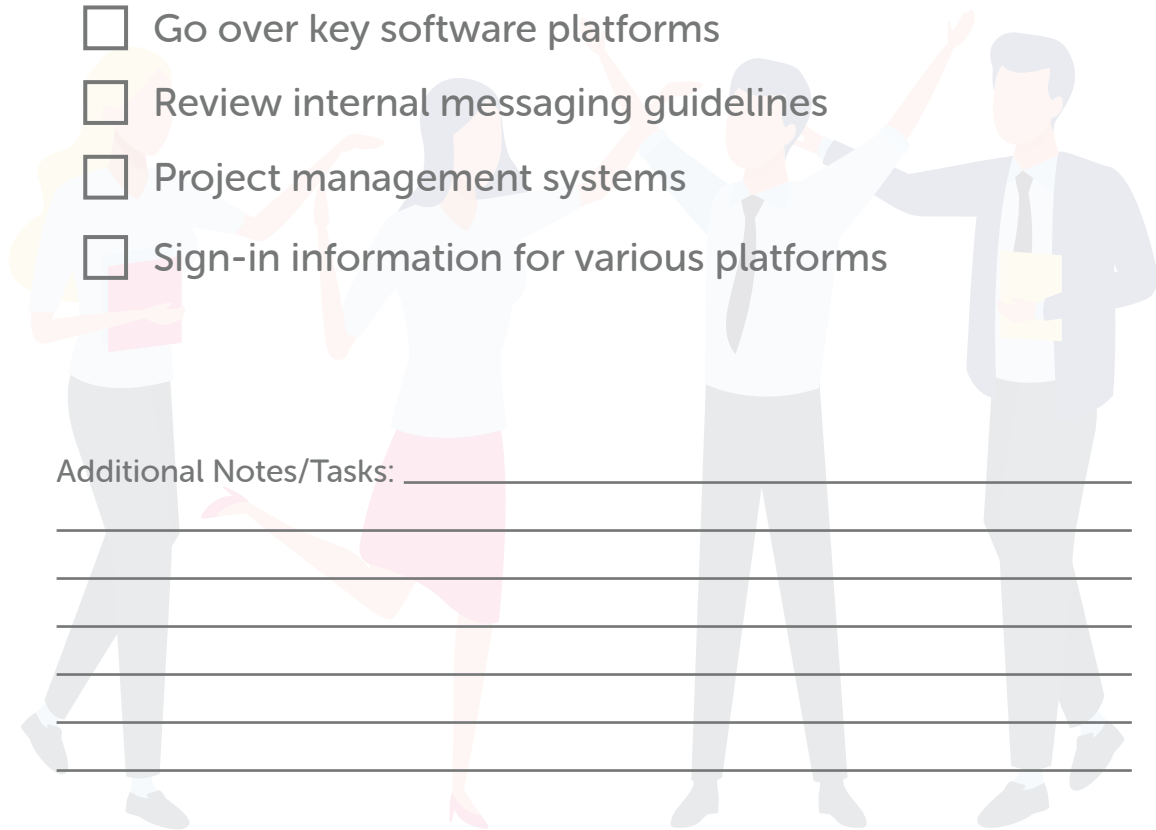 Go over key software platforms
Review internal messaging guidelines
Project management systems
Sign-in information for various platforms
Additional Notes/Tasks: